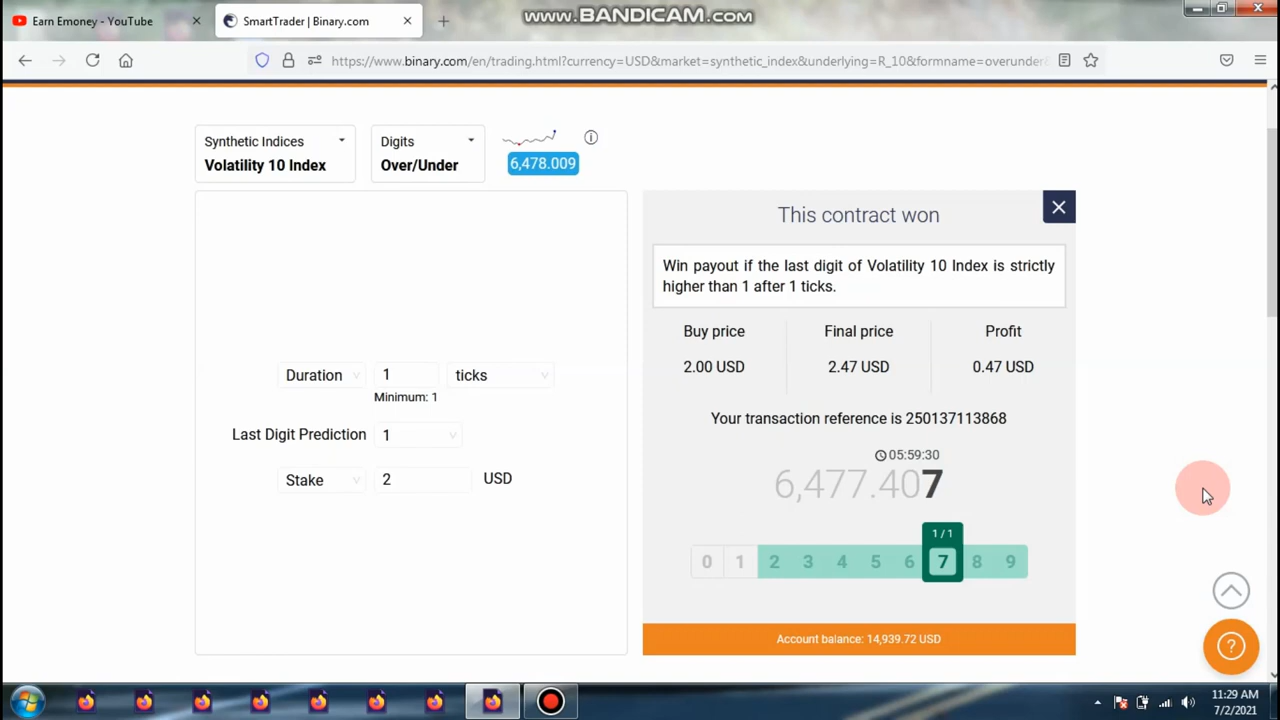 www.BANDICAM.com
Earn Emoney - YouTube
SmartTrader | Binary.com
https://www.binary.com/en/trading.html?currency=USD&market=synthetic_index&underlying=R_10&formname=overunder
Synthetic Indices
Volatility 10 Index
Digits
Over/Under
6,478.009
Duration 1 ticks
Minimum: 1
Last Digit Prediction 1
Stake 2 USD
This contract won
Win payout if the last digit of Volatility 10 Index is strictly
higher than 1 after 1 ticks.
Buy price Final price Profit
2.00 USD 2.47 USD 0.47 USD
Your transaction reference is 250137113868
05:59:30
6,477.407
1 / 1
0 1 2 3 4 5 6 7 8 9
Account balance: 14,939.72 USD
11:29 AM
7/2/2021